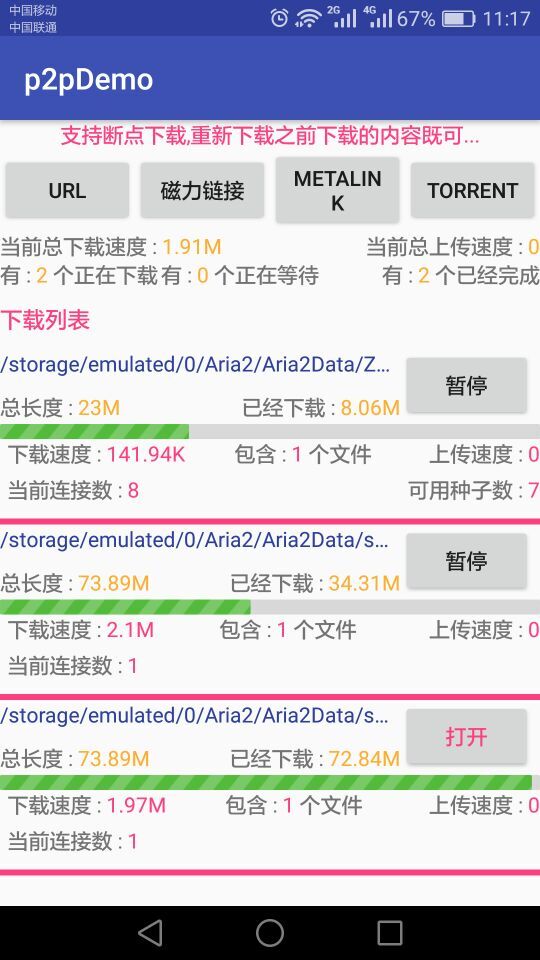 中国移动
中国联通
2G 4G 67% 11:17
p2pDemo
支持断点下载,重新下载之前下载的内容既可...
URL 磁力链接 METALIN
K TORRENT
当前总下载速度 : 1.91M 当前总上传速度 : 0
有 : 2 个正在下载 有 : 0 个正在等待 有 : 2 个已经完成
下载列表
/storage/emulated/0/Aria2/Aria2Data/Z...
暂停
总长度 : 23M 已经下载 : 8.06M
下载速度 : 141.94K 包含 : 1 个文件 上传速度 : 0
当前连接数 : 8 可用种子数 : 7
/storage/emulated/0/Aria2/Aria2Data/s...
暂停
总长度 : 73.89M 已经下载 : 34.31M
下载速度 : 2.1M 包含 : 1 个文件 上传速度 : 0
当前连接数 : 1
/storage/emulated/0/Aria2/Aria2Data/s...
打开
总长度 : 73.89M 已经下载 : 72.84M
下载速度 : 1.97M 包含 : 1 个文件 上传速度 : 0
当前连接数 : 1